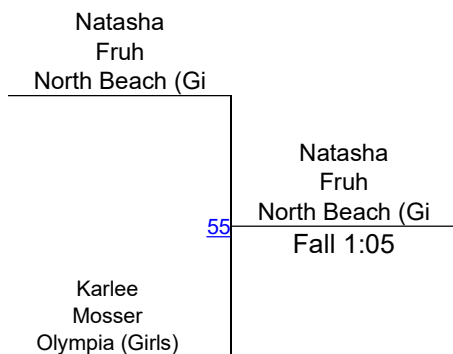 Natasha
Fruh
North Beach (Gi
Natasha
Fruh
North Beach (Gi
55
Fall 1:05
Karlee
Mosser
Olympia (Girls)